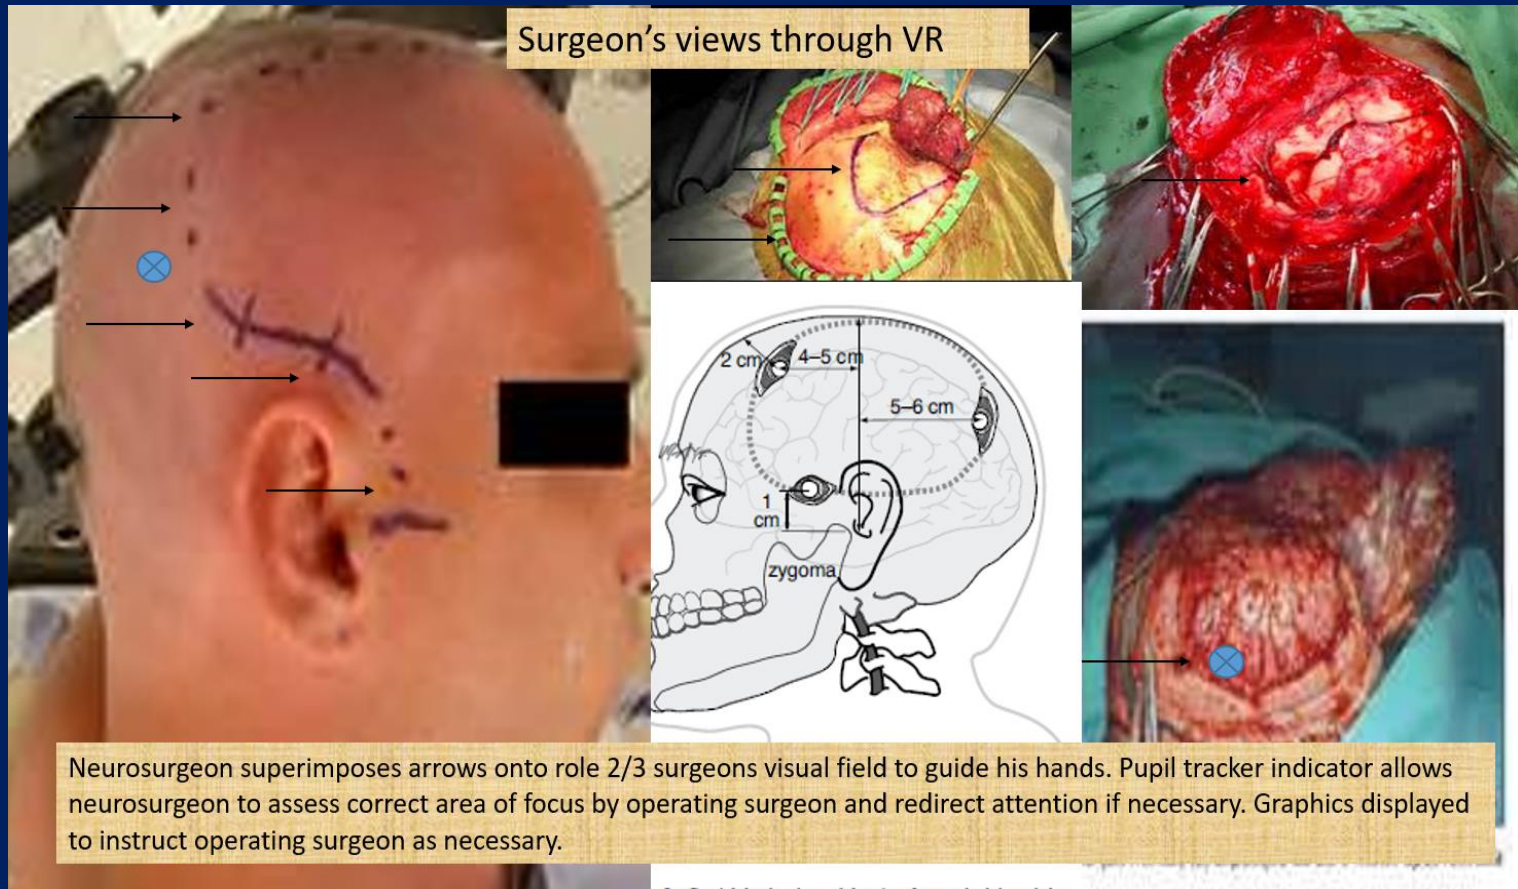 Surgeon's views through VR
2 cm
4–5 cm
5–6 cm
1
cm
zygoma
Neurosurgeon superimposes arrows onto role 2/3 surgeons visual field to guide his hands. Pupil tracker indicator allows
neurosurgeon to assess correct area of focus by operating surgeon and redirect attention if necessary. Graphics displayed
to instruct operating surgeon as necessary.